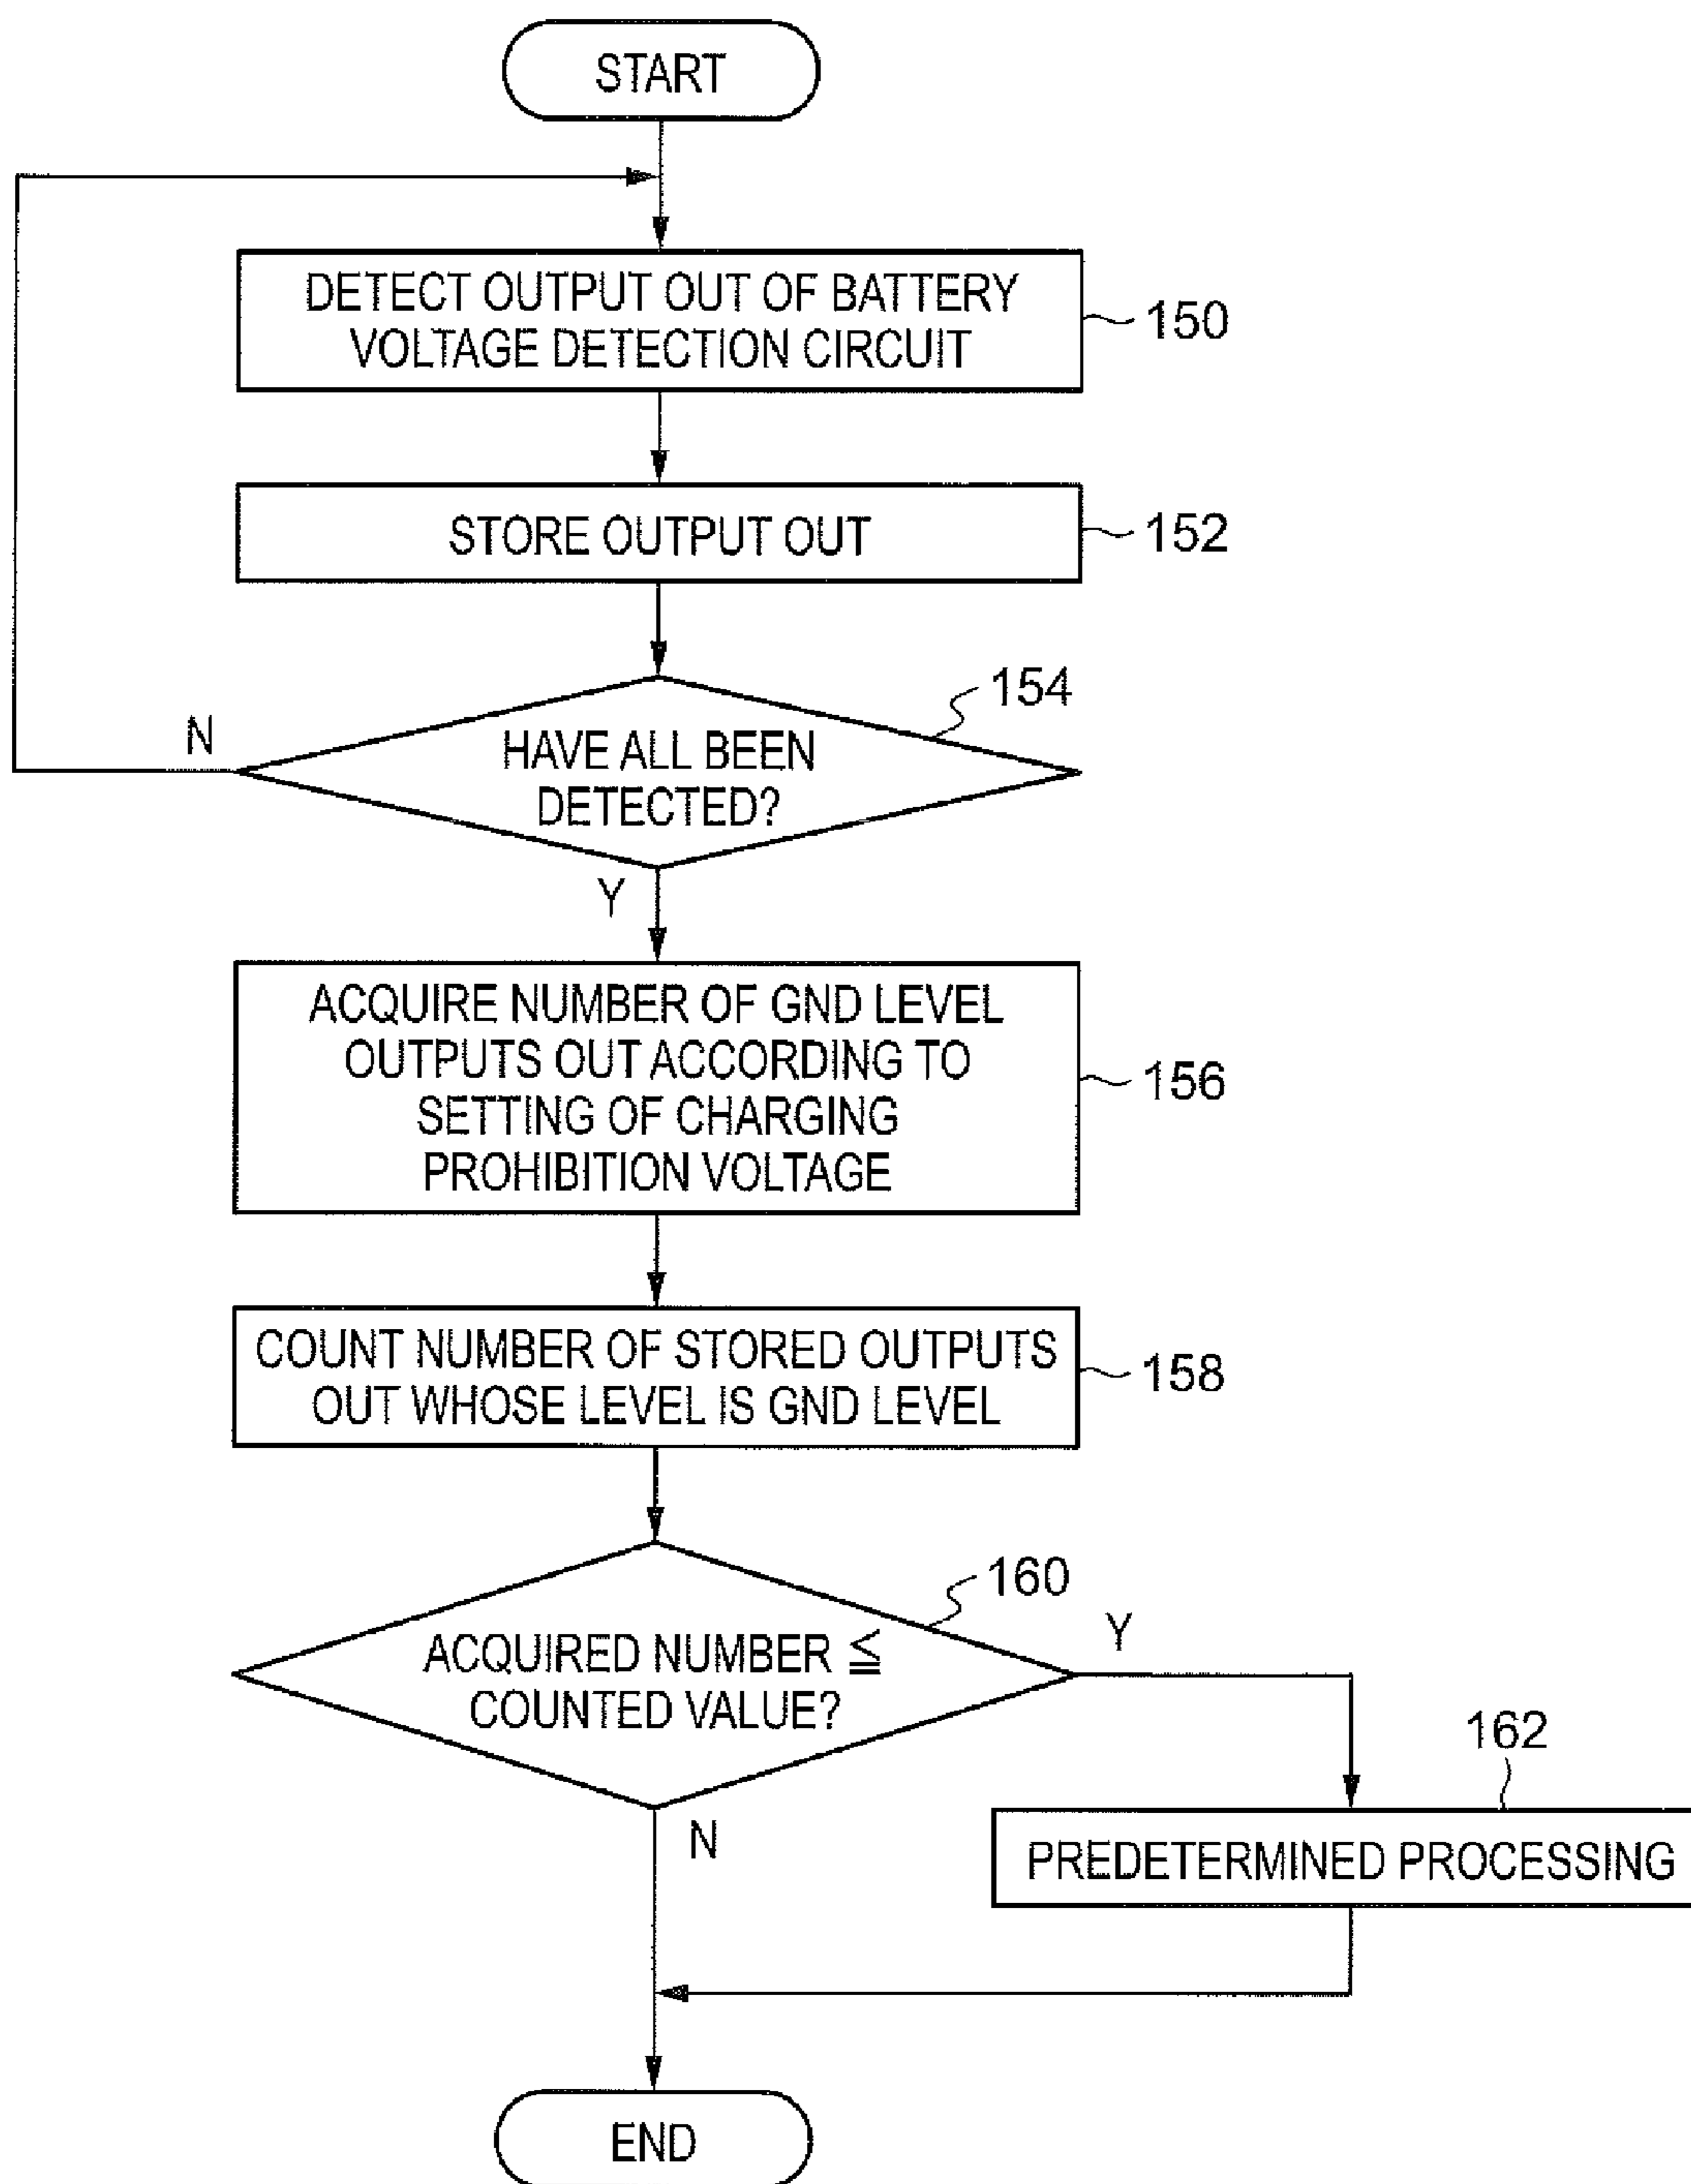 START
DETECT OUTPUT OUT OF BATTERY
VOLTAGE DETECTION CIRCUIT
150
STORE OUTPUT OUT
152
154
HAVE ALL BEEN
DETECTED?
N
Y
ACQUIRE NUMBER OF GND LEVEL
OUTPUTS OUT ACCORDING TO
SETTING OF CHARGING
PROHIBITION VOLTAGE
156
COUNT NUMBER OF STORED OUTPUTS
OUT WHOSE LEVEL IS GND LEVEL
158
160
ACQUIRED NUMBER ≦
COUNTED VALUE?
Y
N
162
PREDETERMINED PROCESSING
END